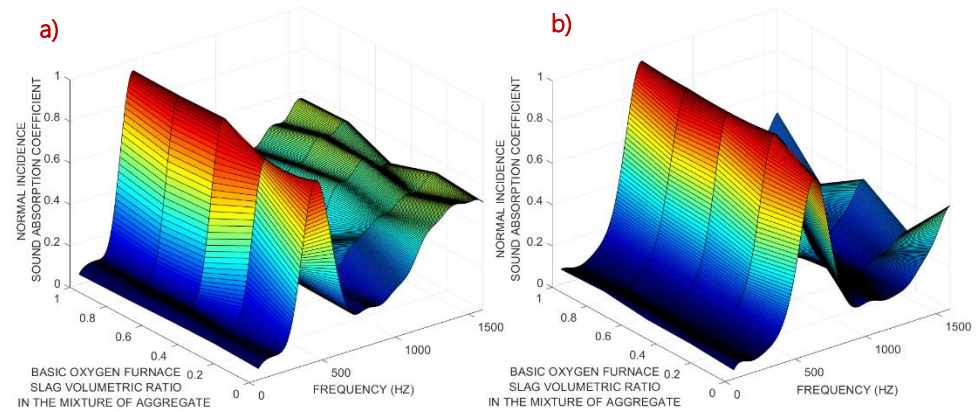 a)
NORMAL INCIDENCE
SOUND ABSORPTION COEFFICIENT
1
0.8
0.6
0.4
0.2
0
1
0.8
0.6
0.4
0.2
0
0
500
1000
1500
BASIC OXYGEN FURNACE
SLAG VOLUMETRIC RATIO
IN THE MIXTURE OF AGGREGATE
FREQUENCY (HZ)
b)
NORMAL INCIDENCE
SOUND ABSORPTION COEFFICIENT
1
0.8
0.6
0.4
0.2
0
1
0.8
0.6
0.4
0.2
0
0
500
1000
1500
BASIC OXYGEN FURNACE
SLAG VOLUMETRIC RATIO
IN THE MIXTURE OF AGGREGATE
FREQUENCY (HZ)